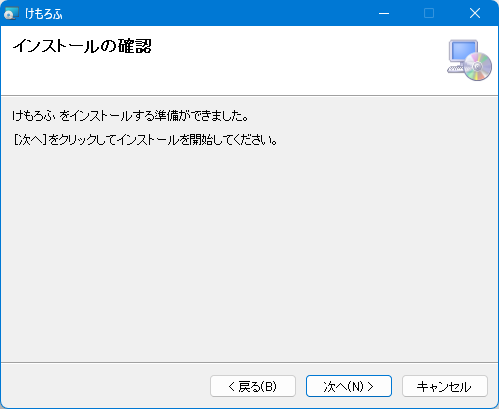 けもろふ
インストールの確認
けもろふ をインストールする準備ができました。
[次へ]をクリックしてインストールを開始してください。
< 戻る(B)
次へ(N) >
キャンセル